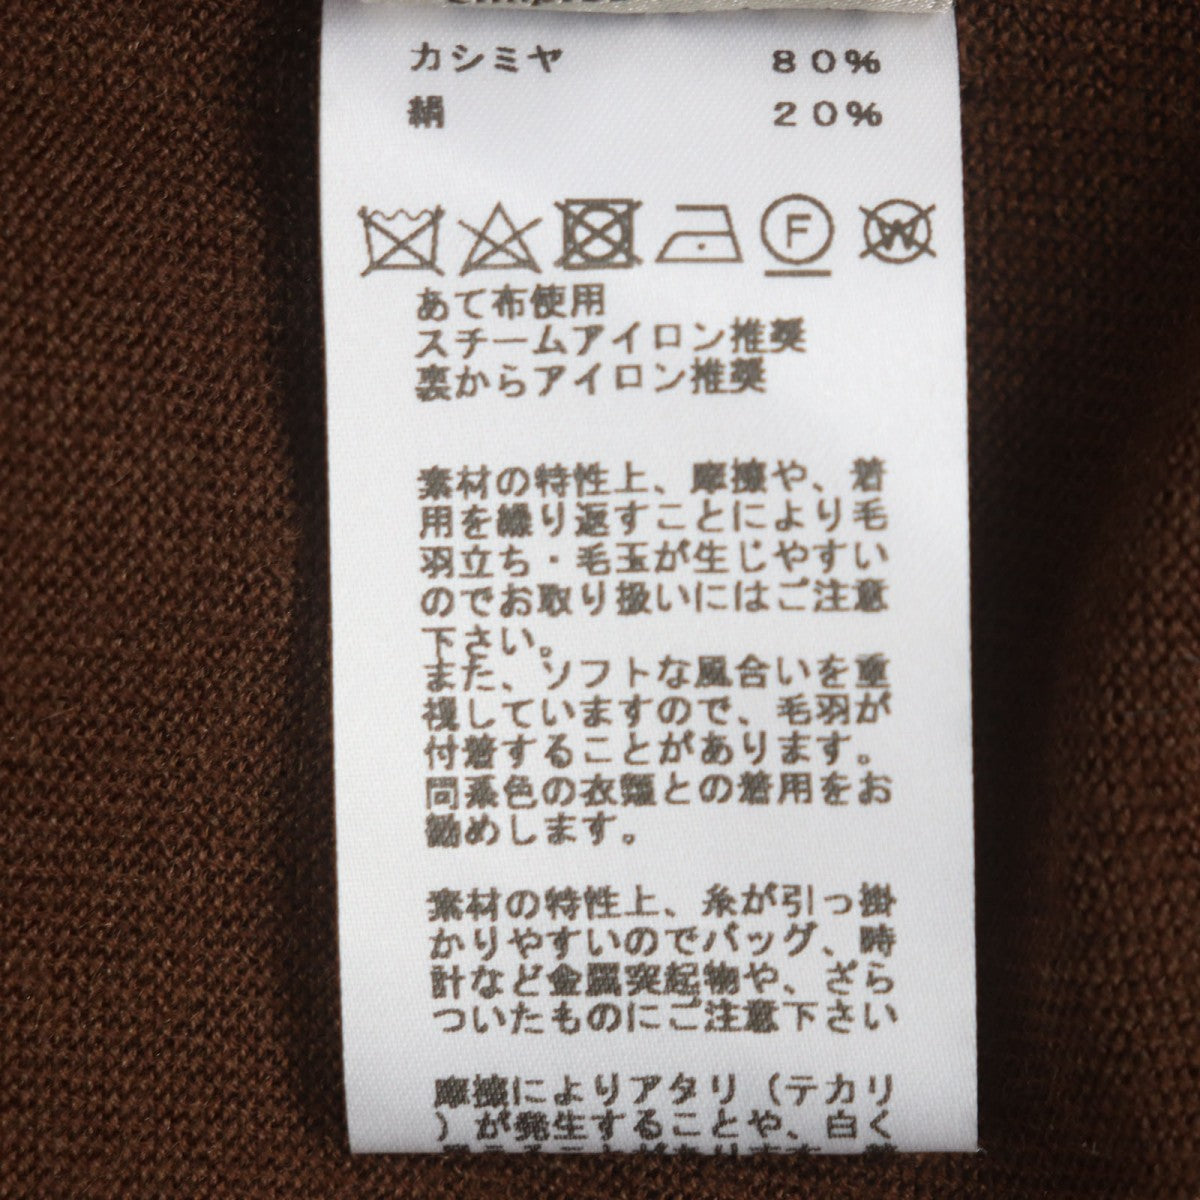 カシミヤ 80%
絹 20%
F W
あて布使用
スチームアイロン推奨
裏からアイロン推奨
素材の特性上、摩擦や、着
用を繰り返すことにより毛
羽立ち・毛玉が生じやすい
のでお取り扱いにはご注意
下さい。
また、ソフトな風合いを重
視していますので、毛羽が
付着することがあります。
同系色の衣類との着用をお
勧めします。
素材の特性上、糸が引っ掛
かりやすいのでバッグ、時
計など金属突起物や、ざら
ついたものにご注意下さい
摩擦によりアタリ（テカリ
）が発生することや、白く